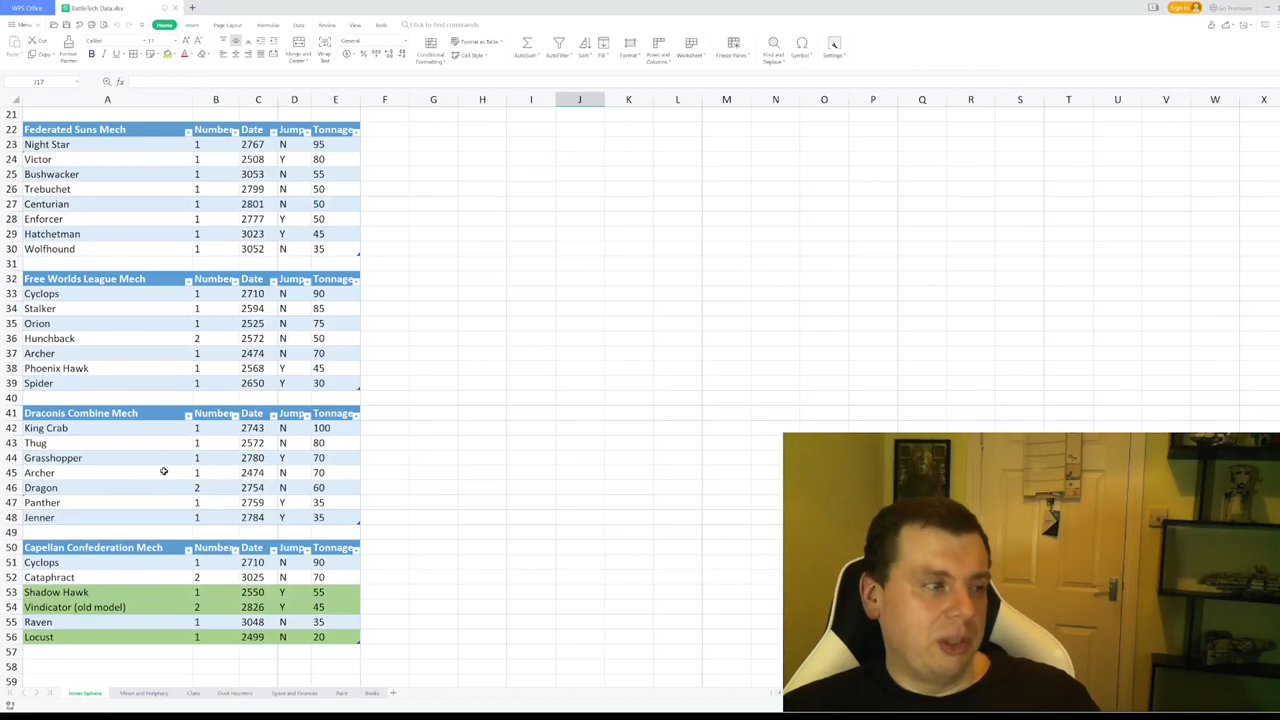 WPS Office BattleTech Data.xlsx + Sign in Go Premium
Menu Home Insert Page Layout Formulas Data Review View Tools Click to find commands
Cut Calibri 11 General Format as Table
Paste Copy Format Painter B I U Merge and Center Wrap Text Conditional Formatting Cell Style AutoSum AutoFilter Sort Fill Format Rows and Columns Worksheet Freeze Panes Find and Replace Symbol Settings
J17 fx
A B C D E F G H I J K L M N O P Q R S T U V W X
21
22 Federated Suns Mech Number Date Jump Tonnage
23 Night Star 1 2767 N 95
24 Victor 1 2508 Y 80
25 Bushwacker 1 3053 N 55
26 Trebuchet 1 2799 N 50
27 Centurian 1 2801 N 50
28 Enforcer 1 2777 Y 50
29 Hatchetman 1 3023 Y 45
30 Wolfhound 1 3052 N 35
31
32 Free Worlds League Mech Number Date Jump Tonnage
33 Cyclops 1 2710 N 90
34 Stalker 1 2594 N 85
35 Orion 1 2525 N 75
36 Hunchback 2 2572 N 50
37 Archer 1 2474 N 70
38 Phoenix Hawk 1 2568 Y 45
39 Spider 1 2650 Y 30
40
41 Draconis Combine Mech Number Date Jump Tonnage
42 King Crab 1 2743 N 100
43 Thug 1 2572 N 80
44 Grasshopper 1 2780 Y 70
45 Archer 1 2474 N 70
46 Dragon 2 2754 N 60
47 Panther 1 2759 Y 35
48 Jenner 1 2784 Y 35
49
50 Capellan Confederation Mech Number Date Jump Tonnage
51 Cyclops 1 2710 N 90
52 Cataphract 2 3025 N 70
53 Shadow Hawk 1 2550 Y 55
54 Vindicator (old model) 2 2826 Y 45
55 Raven 1 3048 N 35
56 Locust 1 2499 N 20
57
58
59
Inner Sphere Mercs and Periphery Clans Dusk Haunters Space and Finances Paint Books +